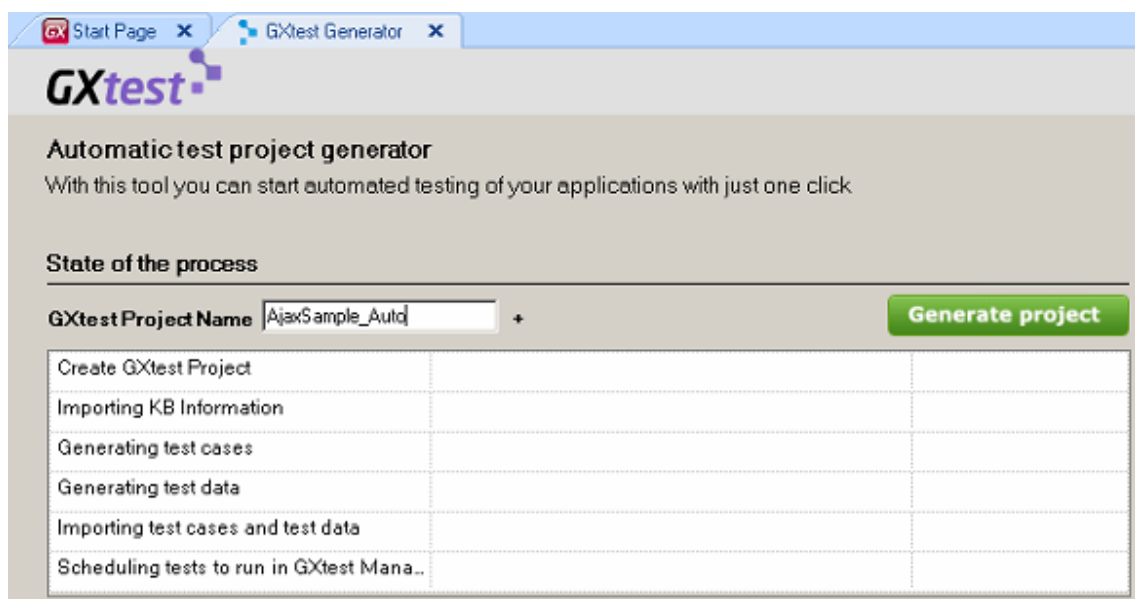 GX Start Page x GXtest Generator x
GXtest
Automatic test project generator
With this tool you can start automated testing of your applications with just one click
State of the process
GXtest Project Name AjaxSample_Auto + Generate project
Create GXtest Project
Importing KB Information
Generating test cases
Generating test data
Importing test cases and test data
Scheduling tests to run in GXtest Mana...